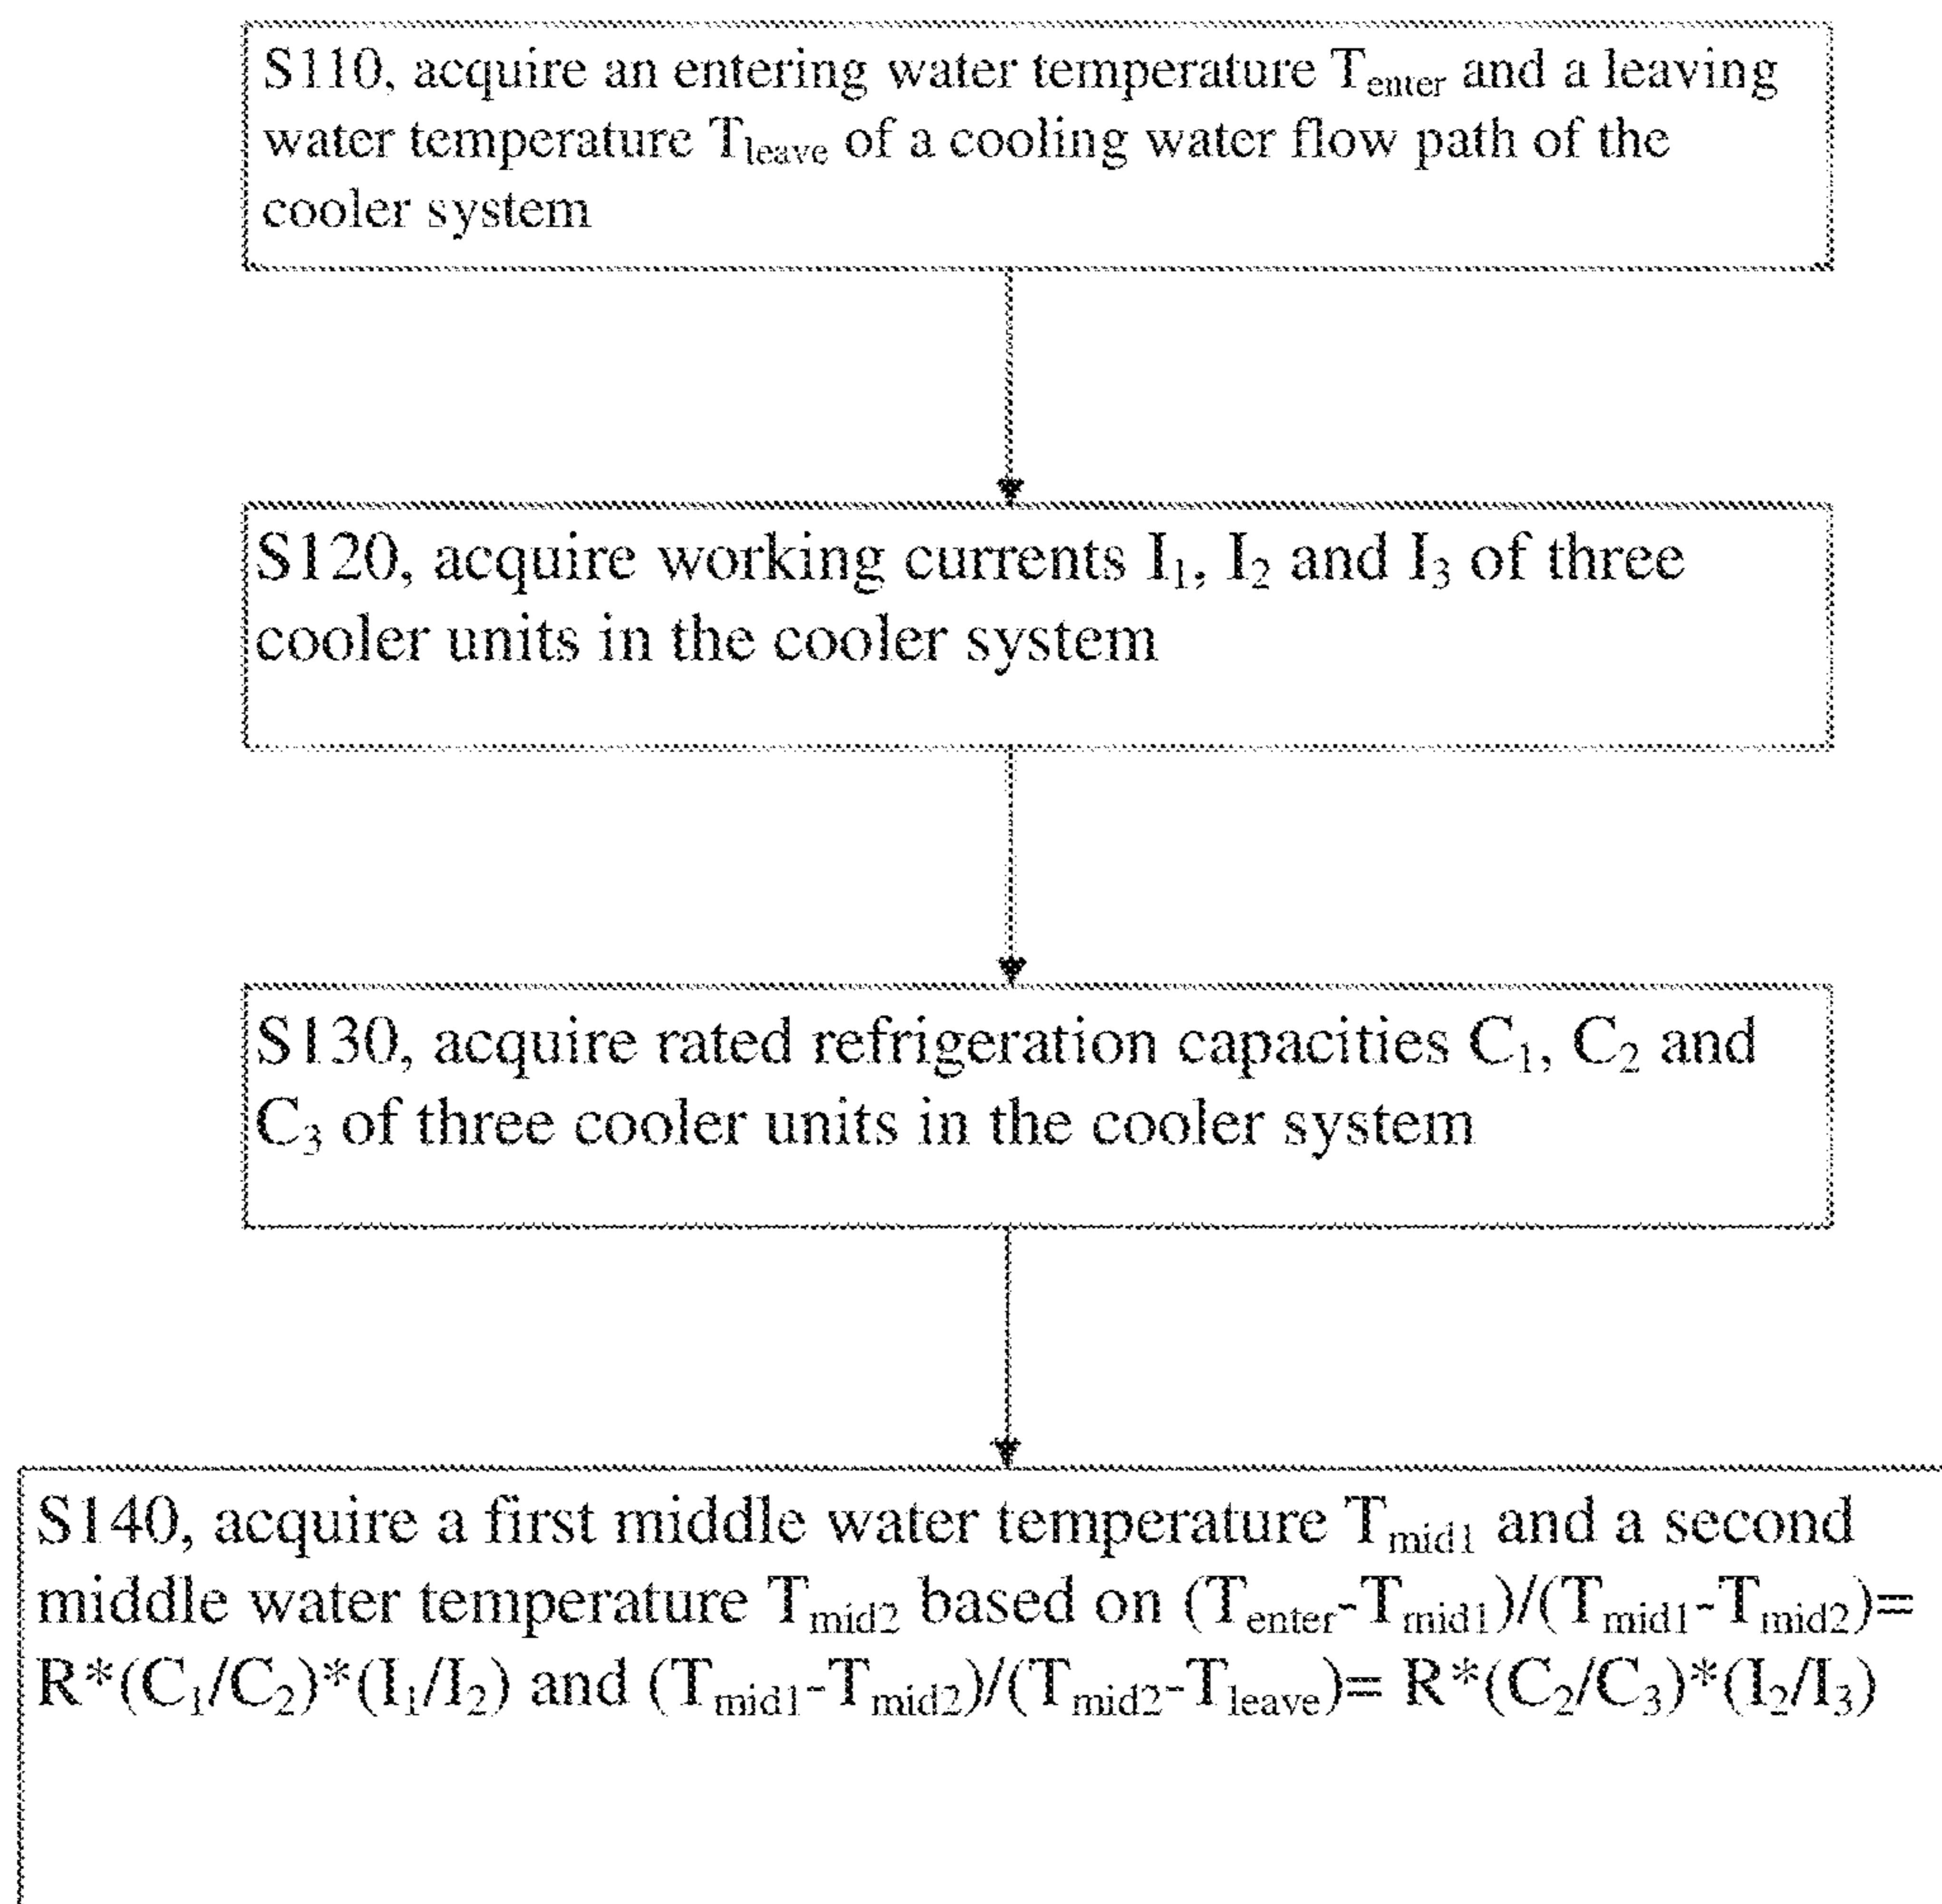 S110, acquire an entering water temperature Tenter and a leaving
water temperature Tleave of a cooling water flow path of the
cooler system
S120, acquire working currents I1, I2 and I3 of three
cooler units in the cooler system
S130, acquire rated refrigeration capacities C1, C2 and
C3 of three cooler units in the cooler system
S140, acquire a first middle water temperature Tmid1 and a second
middle water temperature Tmid2 based on (Tenter-Tmid1)/(Tmid1-Tmid2)=
R*(C1/C2)*(I1/I2) and (Tmid1-Tmid2)/(Tmid2-Tleave)= R*(C2/C3)*(I2/I3)